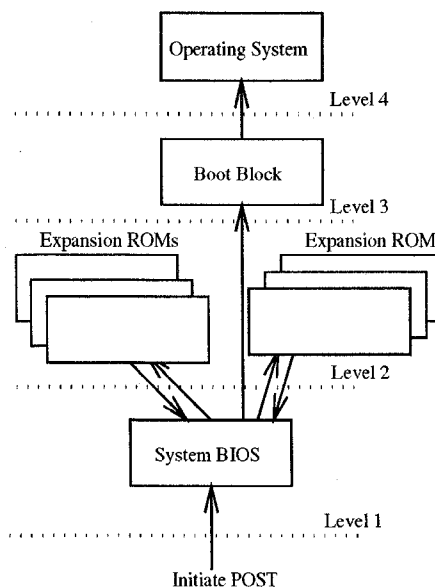 Operating System
Level 4
Boot Block
Level 3
Expansion ROMs
Expansion ROM
Level 2
System BIOS
Level 1
Initiate POST